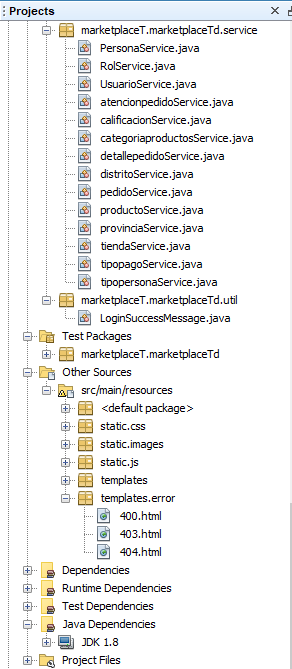 Projects
marketplaceT.marketplaceTd.service
PersonaService.java
RolService.java
UsuarioService.java
atencionpedidoService.java
calificacionService.java
categoriaproductosService.java
detallepedidoService.java
distritoService.java
pedidoService.java
productoService.java
provinciaService.java
tiendaService.java
tipopagoService.java
tipopersonaService.java
marketplaceT.marketplaceTd.util
LoginSuccessMessage.java
Test Packages
marketplaceT.marketplaceTd
Other Sources
src/main/resources
<default package>
static.css
static.images
static.js
templates
templates.error
400.html
403.html
404.html
Dependencies
Runtime Dependencies
Test Dependencies
Java Dependencies
JDK 1.8
Project Files